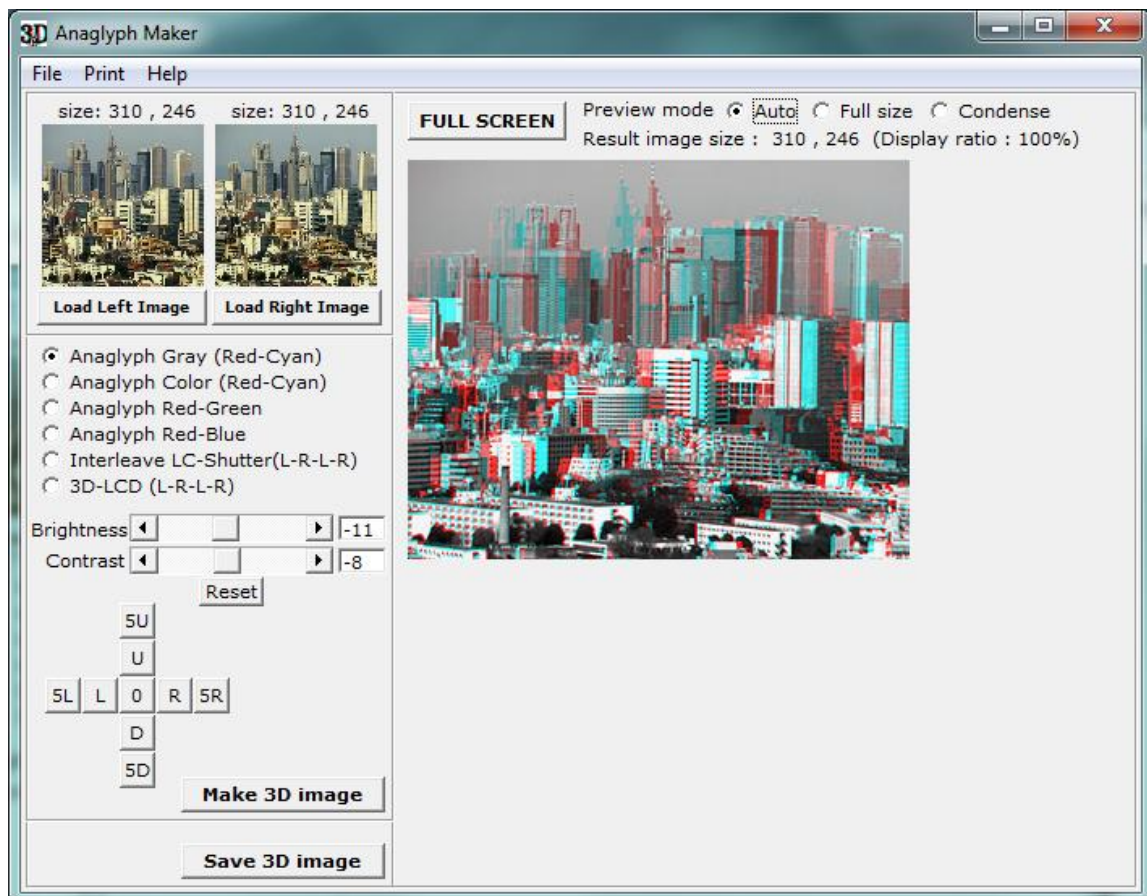 3D Anaglyph Maker
File Print Help
size: 310 , 246 size: 310 , 246
Load Left Image Load Right Image
FULL SCREEN
Preview mode Auto Full size Condense
Result image size : 310 , 246 (Display ratio : 100%)
Anaglyph Gray (Red-Cyan)
Anaglyph Color (Red-Cyan)
Anaglyph Red-Green
Anaglyph Red-Blue
Interleave LC-Shutter(L-R-L-R)
3D-LCD (L-R-L-R)
Brightness -11
Contrast -8
Reset
5U
U
5L L 0 R 5R
D
5D
Make 3D image
Save 3D image